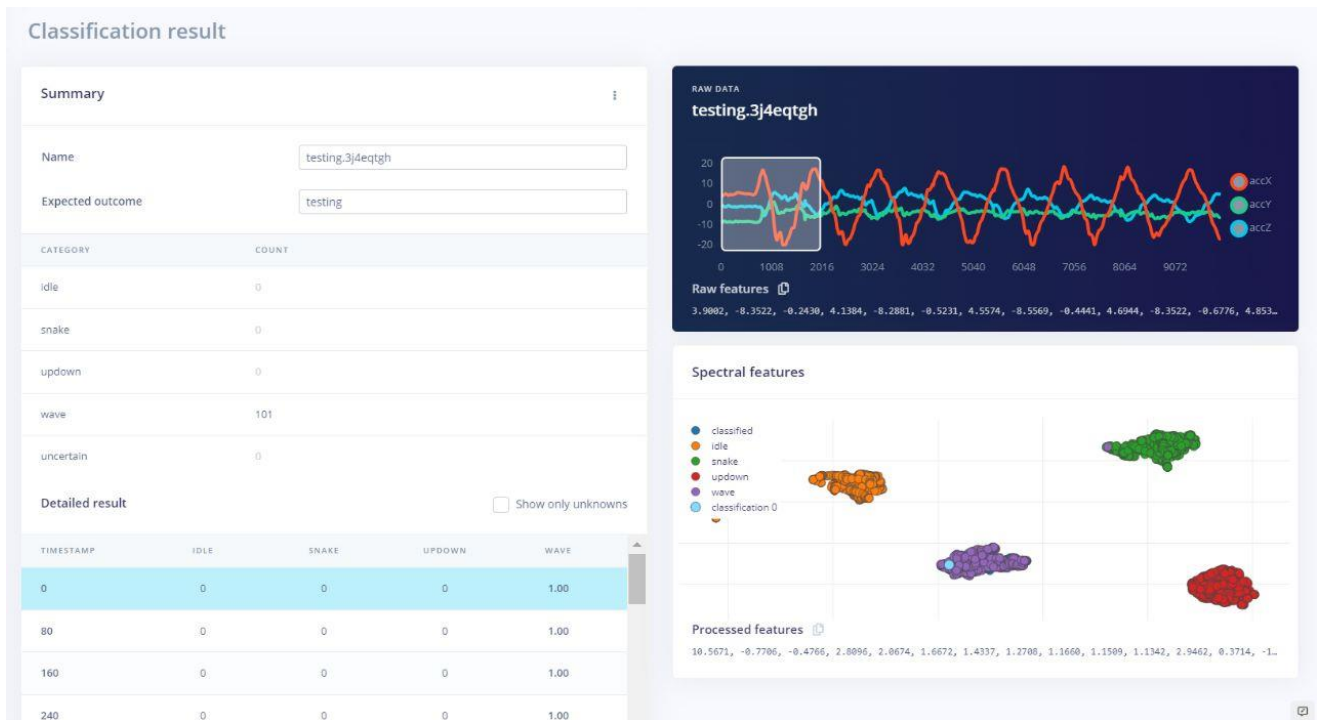 Classification result
Summary
Name testing.3j4eqtgh
Expected outcome testing
CATEGORY COUNT
idle 0
snake 0
updown 0
wave 101
uncertain 0
Detailed result Show only unknowns
TIMESTAMP IDLE SNAKE UPDOWN WAVE
0 0 0 0 1.00
80 0 0 0 1.00
160 0 0 0 1.00
240 0 0 0 1.00
RAW DATA
testing.3j4eqtgh
20
10
0
-10
-20
0 1008 2016 3024 4032 5040 6048 7056 8064 9072
accX
accY
accZ
Raw features
3.9002, -8.3522, -0.2430, 4.1384, -8.2881, -0.5231, 4.5574, -8.5569, -0.4441, 4.6944, -8.3522, -0.6776, 4.853…
Spectral features
classified
idle
snake
updown
wave
classification 0
Processed features
10.5671, -0.7706, -0.4766, 2.8096, 2.0674, 1.6672, 1.4337, 1.2708, 1.1660, 1.1509, 1.1342, 2.9462, 0.3714, -1…